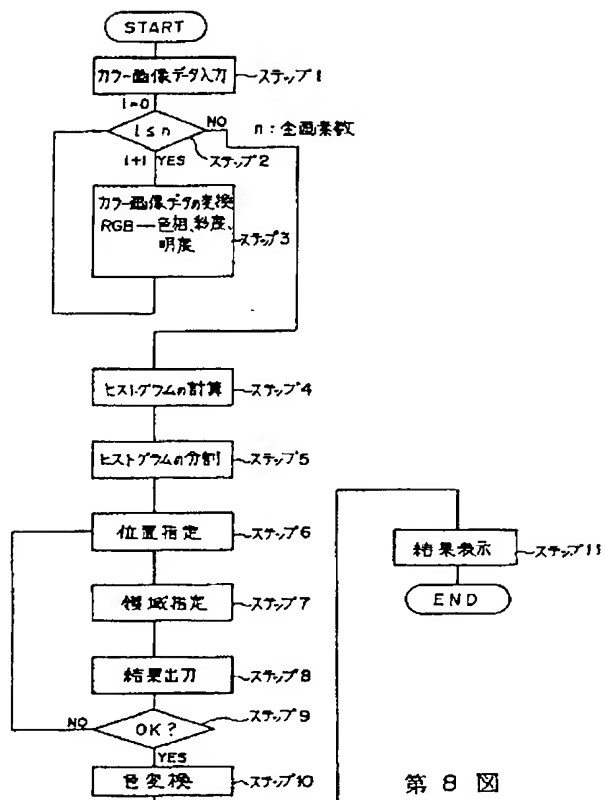 START
カラー画像データ入力 ステップ1
i=0
i≤n NO n:全画素数
i+1 YES ステップ2
カラー画像データの変換
RGB―色相、彩度、
明度
ステップ3
ヒストグラムの計算 ステップ4
ヒストグラムの分割 ステップ5
位置指定 ステップ6
領域指定 ステップ7
結果出力 ステップ8
NO OK? ステップ9
YES
色変換 ステップ10
結果表示 ステップ11
END
第8図